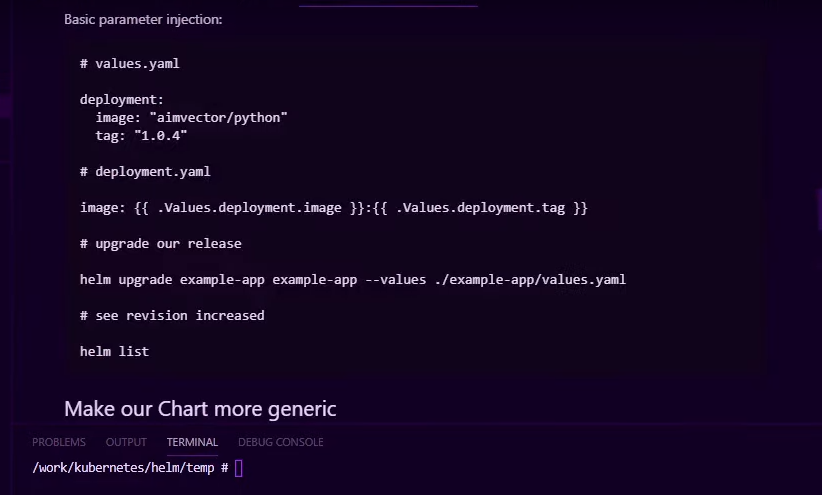 Basic parameter injection:
# values.yaml
deployment:
  image: "aimvector/python"
  tag: "1.0.4"
# deployment.yaml
image: {{ .Values.deployment.image }}:{{ .Values.deployment.tag }}
# upgrade our release
helm upgrade example-app example-app --values ./example-app/values.yaml
# see revision increased
helm list
Make our Chart more generic
PROBLEMS OUTPUT TERMINAL DEBUG CONSOLE
/work/kubernetes/helm/temp #